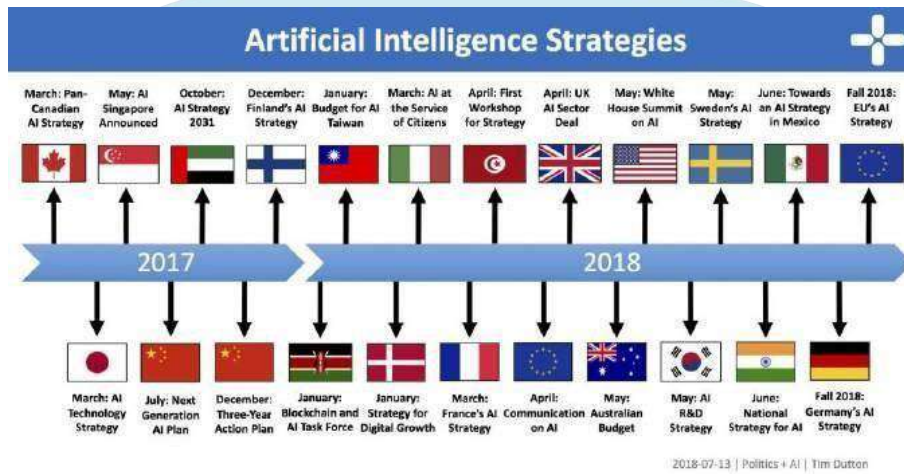 Artificial Intelligence Strategies
March: Pan-
Canadian
AI Strategy
May: AI
Singapore
Announced
October:
AI Strategy
2031
December:
Finland's AI
Strategy
January:
Budget for AI
Taiwan
March: AI at
the Service
of Citizens
April: First
Workshop
for Strategy
April: UK
AI Sector
Deal
May: White
House Summit
on AI
May:
Sweden's AI
Strategy
June: Towards
an AI Strategy
in Mexico
Fall 2018:
EU's AI
Strategy
2017
2018
March: AI
Technology
Strategy
July: Next
Generation
AI Plan
December:
Three-Year
Action Plan
January:
Blockchain and
AI Task Force
January:
Strategy for
Digital Growth
March:
France's AI
Strategy
April:
Communication
on AI
May:
Australian
Budget
May: AI
R&D
Strategy
June:
National
Strategy for AI
Fall 2018:
Germany's AI
Strategy
2018-07-13 | Politics + AI | Tim Dutton